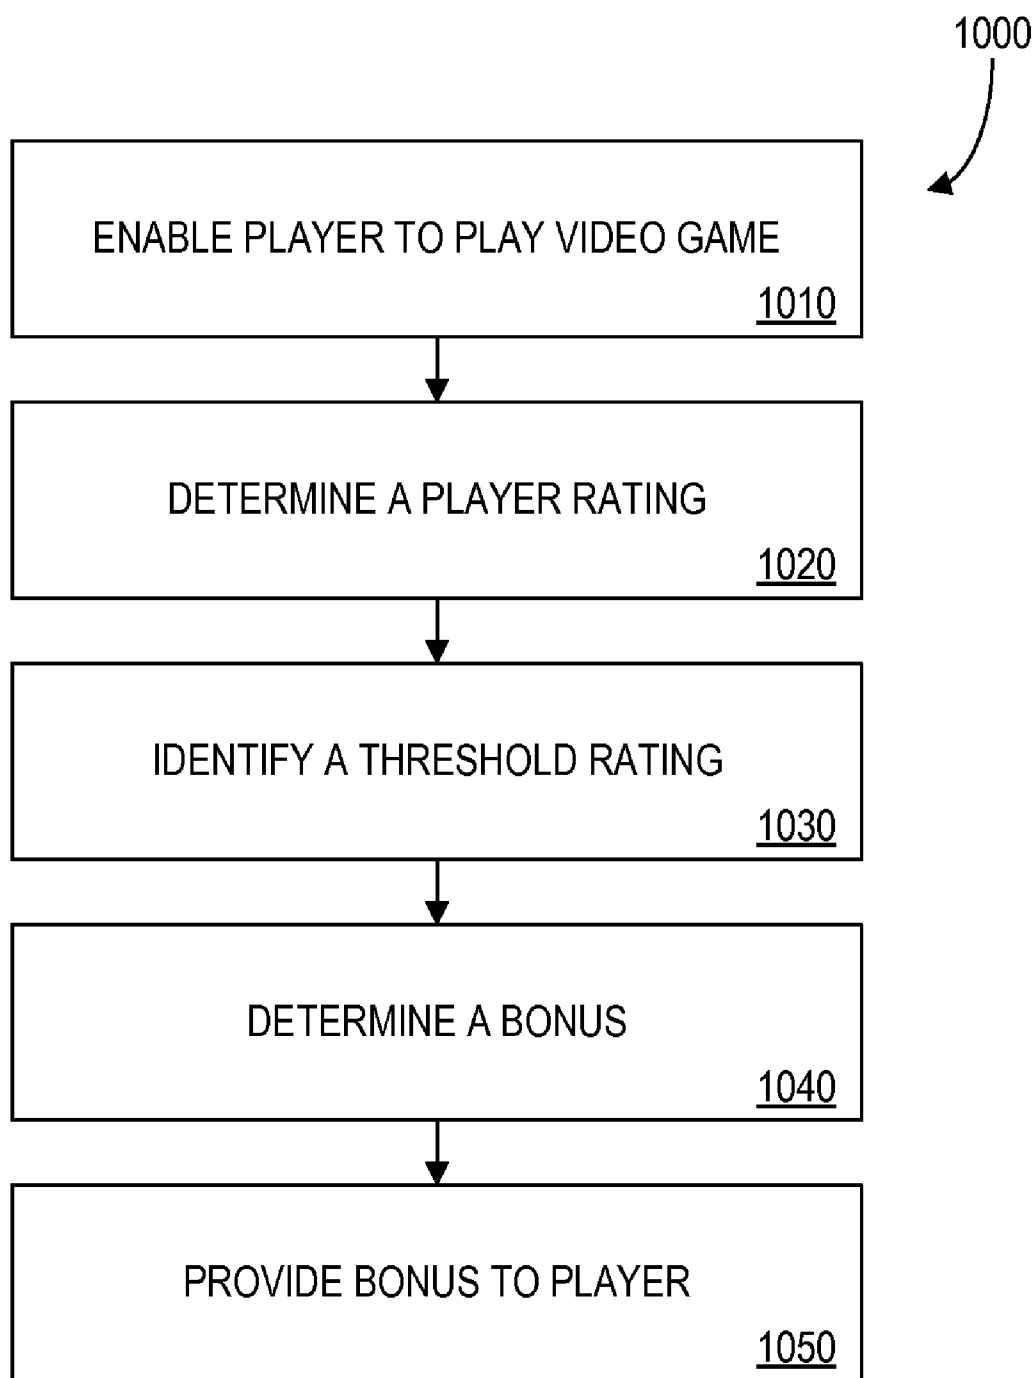 1000
ENABLE PLAYER TO PLAY VIDEO GAME
1010
DETERMINE A PLAYER RATING
1020
IDENTIFY A THRESHOLD RATING
1030
DETERMINE A BONUS
1040
PROVIDE BONUS TO PLAYER
1050